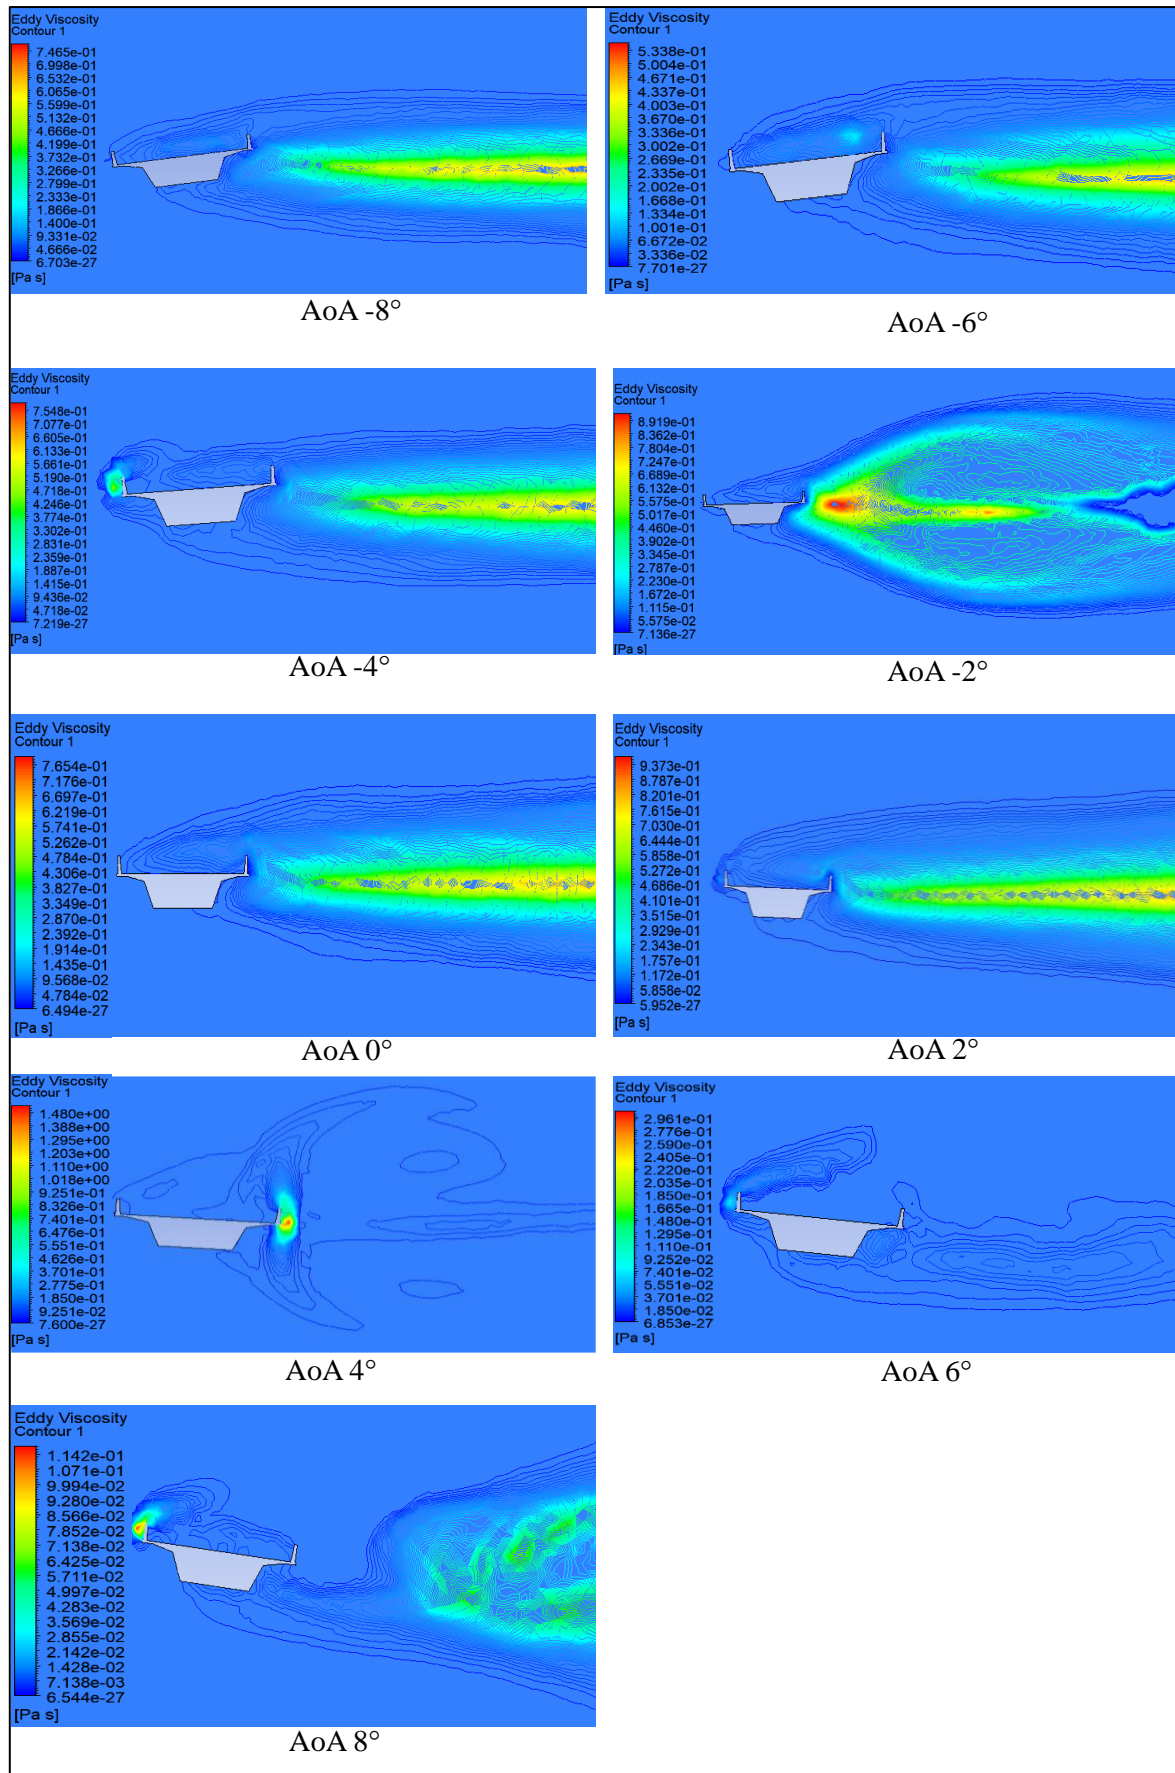 Eddy Viscosity
Contour 1
7.465e-01
6.998e-01
6.532e-01
6.065e-01
5.599e-01
5.132e-01
4.666e-01
4.199e-01
3.732e-01
3.266e-01
2.799e-01
2.333e-01
1.866e-01
1.400e-01
9.331e-02
4.666e-02
6.703e-27
[Pa s]
AoA -8°
Eddy Viscosity
Contour 1
5.338e-01
5.004e-01
4.671e-01
4.337e-01
4.003e-01
3.670e-01
3.336e-01
3.002e-01
2.669e-01
2.335e-01
2.002e-01
1.668e-01
1.334e-01
1.001e-01
6.672e-02
3.336e-02
7.701e-27
[Pa s]
AoA -6°
Eddy Viscosity
Contour 1
7.548e-01
7.077e-01
6.605e-01
6.133e-01
5.661e-01
5.190e-01
4.718e-01
4.246e-01
3.774e-01
3.302e-01
2.831e-01
2.359e-01
1.887e-01
1.415e-01
9.436e-02
4.718e-02
7.219e-27
[Pa s]
AoA -4°
Eddy Viscosity
Contour 1
8.919e-01
8.362e-01
7.804e-01
7.247e-01
6.689e-01
6.132e-01
5.575e-01
5.017e-01
4.460e-01
3.902e-01
3.345e-01
2.787e-01
2.230e-01
1.672e-01
1.115e-01
5.575e-02
7.136e-27
[Pa s]
AoA -2°
Eddy Viscosity
Contour 1
7.654e-01
7.176e-01
6.697e-01
6.219e-01
5.741e-01
5.262e-01
4.784e-01
4.306e-01
3.827e-01
3.349e-01
2.870e-01
2.392e-01
1.914e-01
1.435e-01
9.568e-02
4.784e-02
6.494e-27
[Pa s]
AoA 0°
Eddy Viscosity
Contour 1
9.373e-01
8.787e-01
8.201e-01
7.615e-01
7.030e-01
6.444e-01
5.858e-01
5.272e-01
4.686e-01
4.101e-01
3.515e-01
2.929e-01
2.343e-01
1.757e-01
1.172e-01
5.858e-02
5.952e-27
[Pa s]
AoA 2°
Eddy Viscosity
Contour 1
1.480e+00
1.388e+00
1.295e+00
1.203e+00
1.110e+00
1.018e+00
9.251e-01
8.326e-01
7.401e-01
6.476e-01
5.551e-01
4.626e-01
3.701e-01
2.775e-01
1.850e-01
9.251e-02
7.600e-27
[Pa s]
AoA 4°
Eddy Viscosity
Contour 1
2.961e-01
2.776e-01
2.590e-01
2.405e-01
2.220e-01
2.035e-01
1.850e-01
1.665e-01
1.480e-01
1.295e-01
1.110e-01
9.252e-02
7.401e-02
5.551e-02
3.701e-02
1.850e-02
6.853e-27
[Pa s]
AoA 6°
Eddy Viscosity
Contour 1
1.142e-01
1.071e-01
9.994e-02
9.280e-02
8.566e-02
7.852e-02
7.138e-02
6.425e-02
5.711e-02
4.997e-02
4.283e-02
3.569e-02
2.855e-02
2.142e-02
1.428e-02
7.138e-03
6.544e-27
[Pa s]
AoA 8°